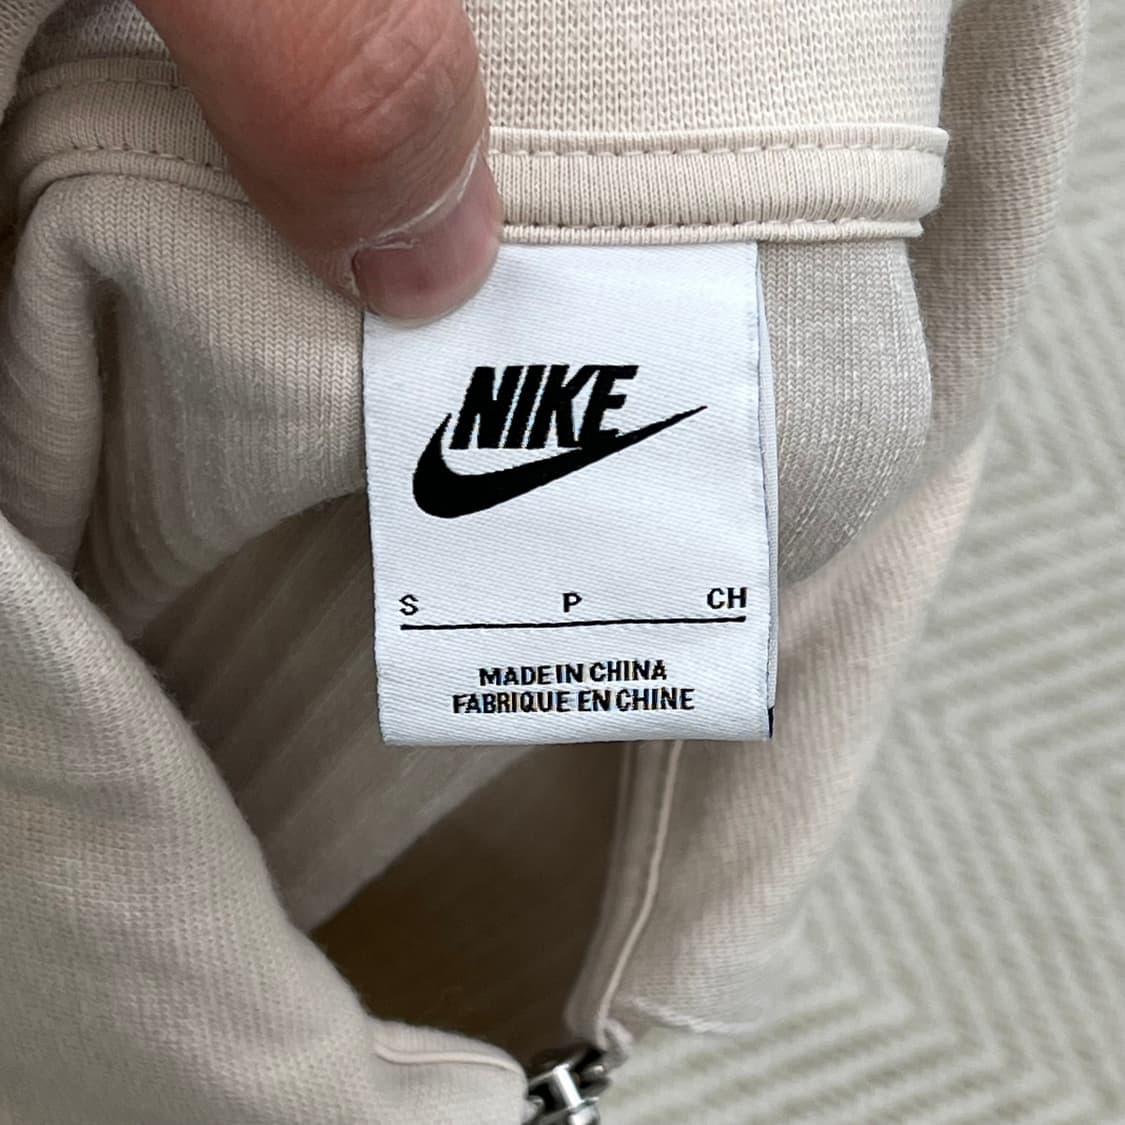 NIKE
S P CH
MADE IN CHINA
FABRIQUE EN CHINE